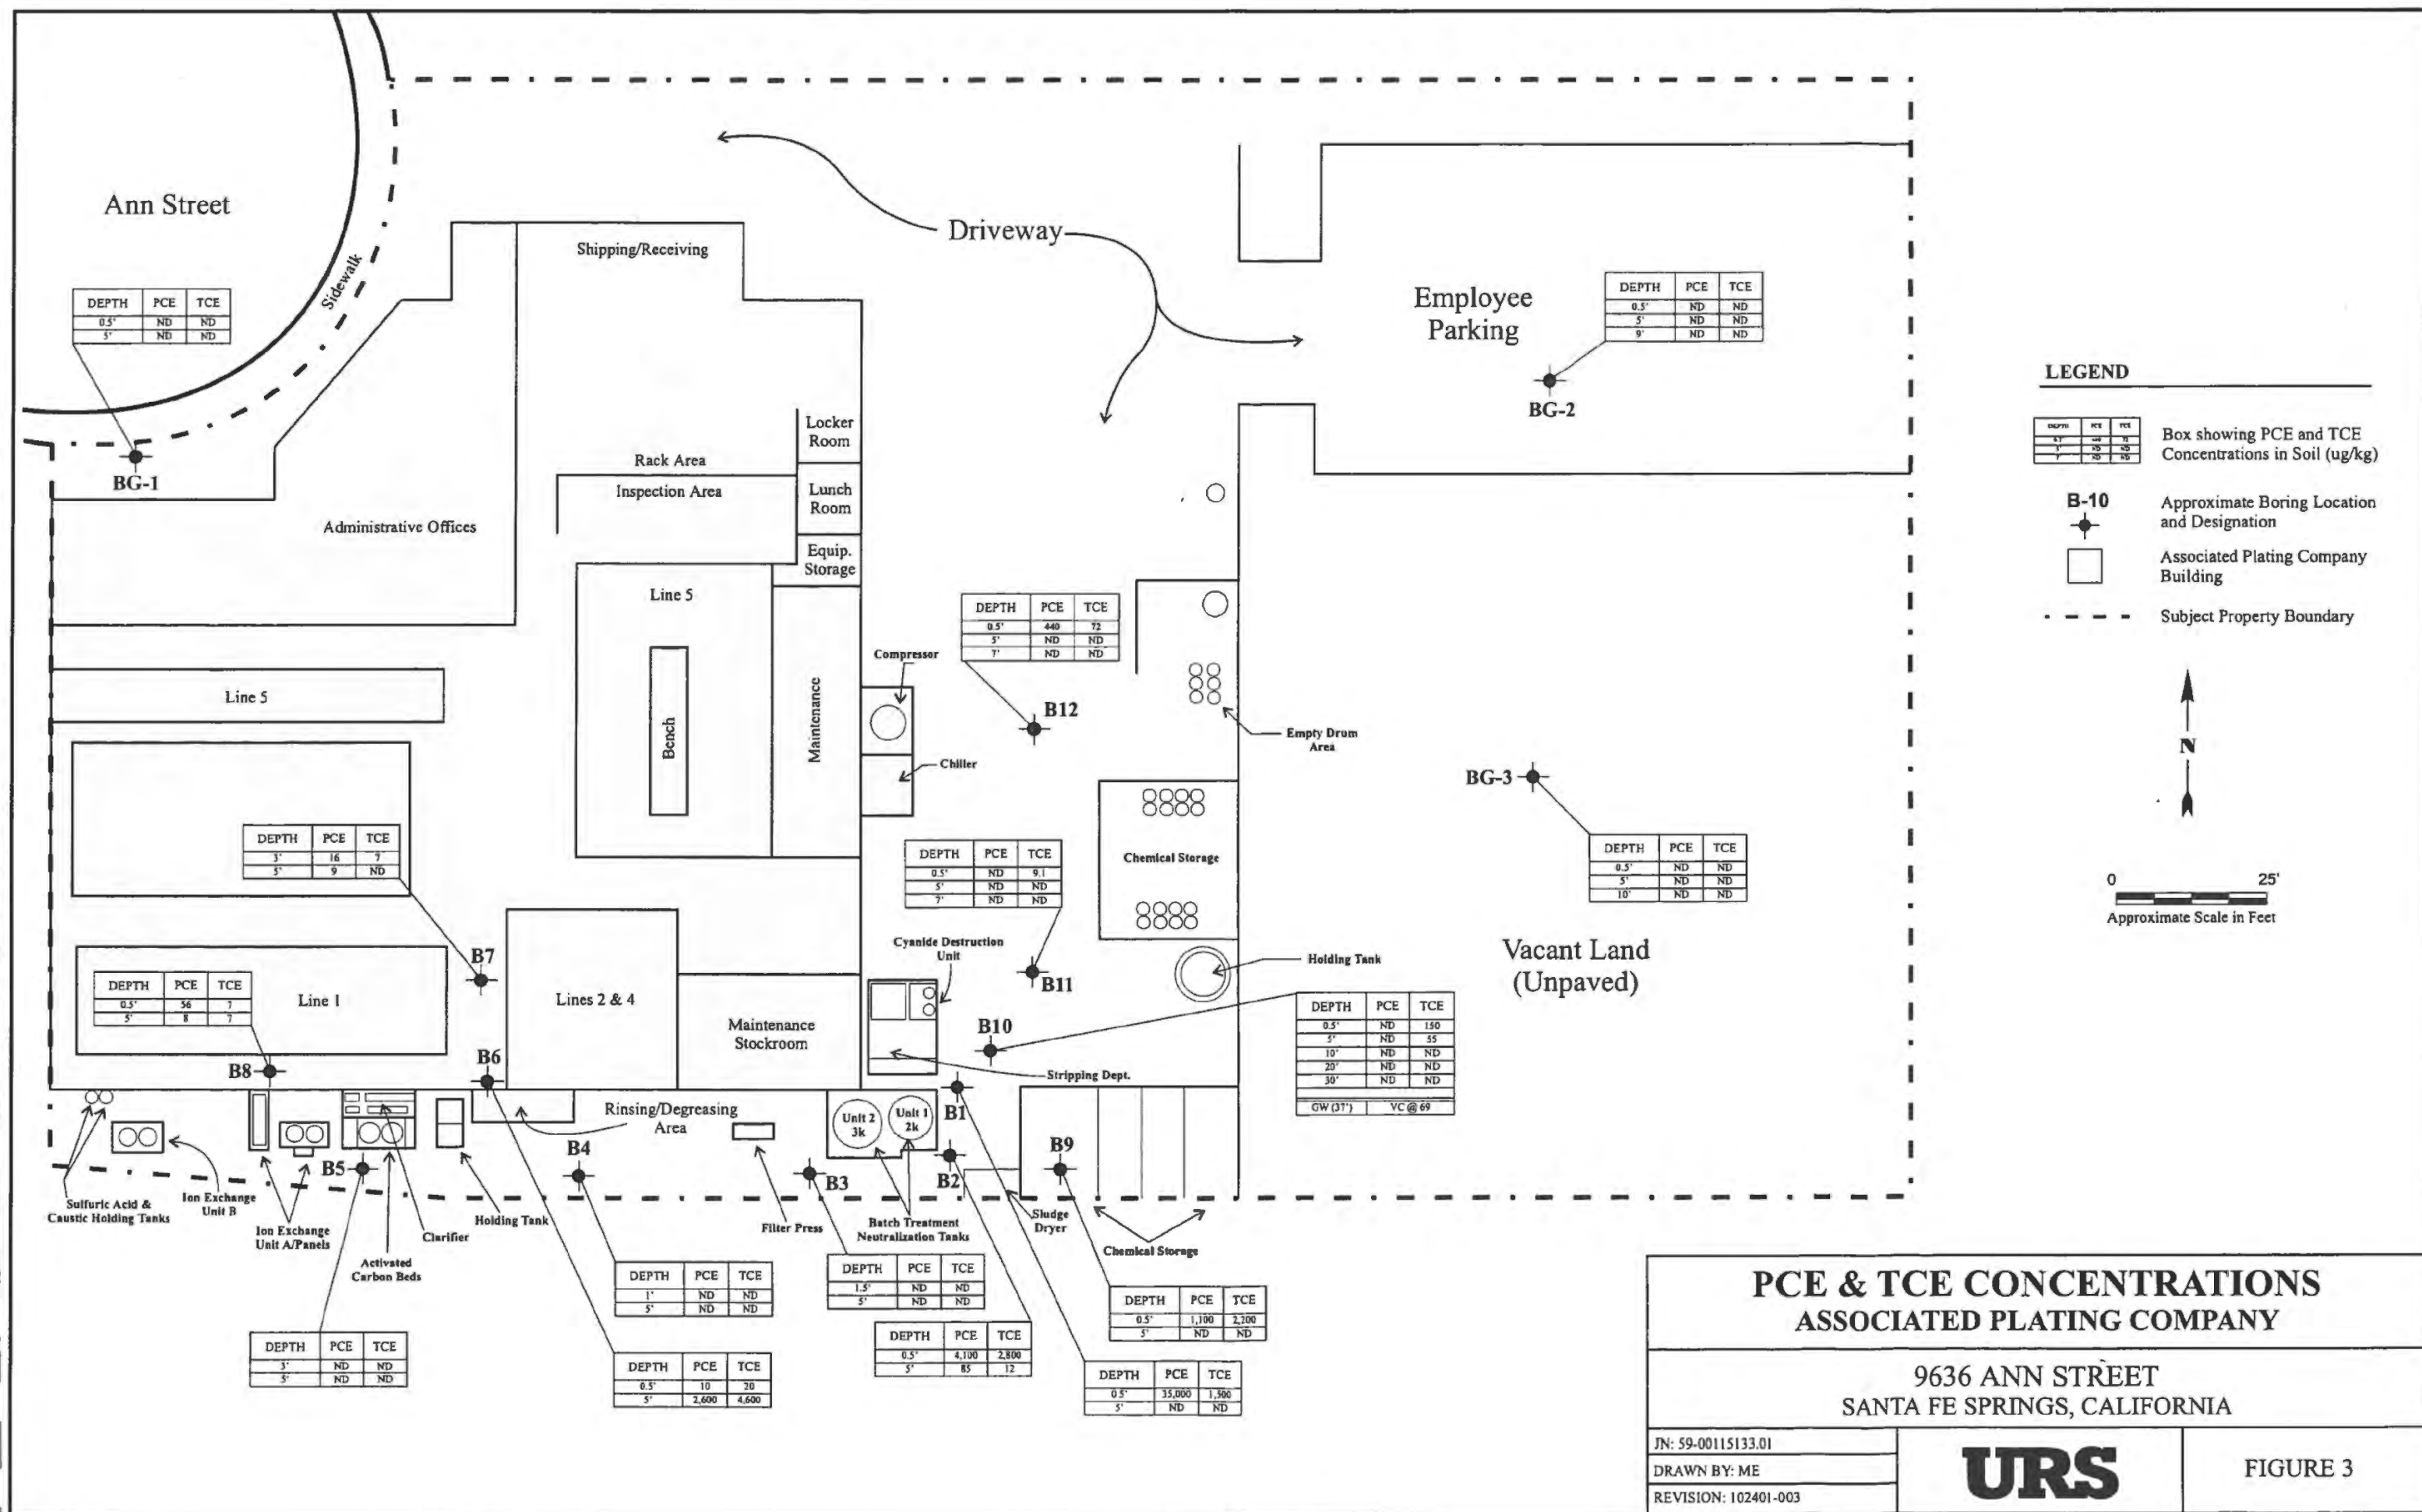 Ann Street
Sidewalk
DEPTH PCE TCE
0.5' ND ND
5' ND ND
BG-1
Shipping/Receiving
Driveway
Employee
Parking
DEPTH PCE TCE
0.5' ND ND
5' ND ND
9' ND ND
BG-2
Locker
Room
Rack Area
Inspection Area
Lunch
Room
Equip.
Storage
Administrative Offices
Line 5
Bench
Maintenance
Line 5
Compressor
Chiller
DEPTH PCE TCE
0.5' 440 72
5' ND ND
7' ND ND
B12
Empty Drum
Area
BG-3
DEPTH PCE TCE
0.5' ND ND
5' ND ND
10' ND ND
Vacant Land
(Unpaved)
DEPTH PCE TCE
3' 16 7
5' 9 ND
B7
DEPTH PCE TCE
0.5' ND 9.1
5' ND ND
7' ND ND
B11
Chemical Storage
Cyanide Destruction
Unit
Holding Tank
DEPTH PCE TCE
0.5' 56 7
5' 8 7
Line 1
B8
Lines 2 & 4
Maintenance
Stockroom
B6
B10
DEPTH PCE TCE
0.5' ND 150
5' ND 55
10' ND ND
20' ND ND
30' ND ND
GW (37') VC @ 69
Stripping Dept.
Rinsing/Degreasing
Area
Unit 2
3k
Unit 1
2k
B1
B2
B3
B4
B5
B9
Sulfuric Acid &
Caustic Holding Tanks
Ion Exchange
Unit B
Ion Exchange
Unit A/Panels
Activated
Carbon Beds
Clarifier
Holding Tank
Filter Press
Batch Treatment
Neutralization Tanks
Sludge
Dryer
Chemical Storage
DEPTH PCE TCE
3' ND ND
5' ND ND
DEPTH PCE TCE
1' ND ND
5' ND ND
DEPTH PCE TCE
0.5' 10 20
5' 2,600 4,600
DEPTH PCE TCE
1.5' ND ND
5' ND ND
DEPTH PCE TCE
0.5' 4,100 2,800
5' 85 12
DEPTH PCE TCE
0.5' 35,000 1,500
5' ND ND
DEPTH PCE TCE
0.5' 1,100 2,200
5' ND ND
LEGEND
DEPTH PCE TCE
Box showing PCE and TCE
Concentrations in Soil (ug/kg)
B-10
Approximate Boring Location
and Designation
Associated Plating Company
Building
Subject Property Boundary
N
0 25'
Approximate Scale in Feet
PCE & TCE CONCENTRATIONS
ASSOCIATED PLATING COMPANY
9636 ANN STREET
SANTA FE SPRINGS, CALIFORNIA
JN: 59-00115133.01
DRAWN BY: ME
REVISION: 102401-003
URS
FIGURE 3